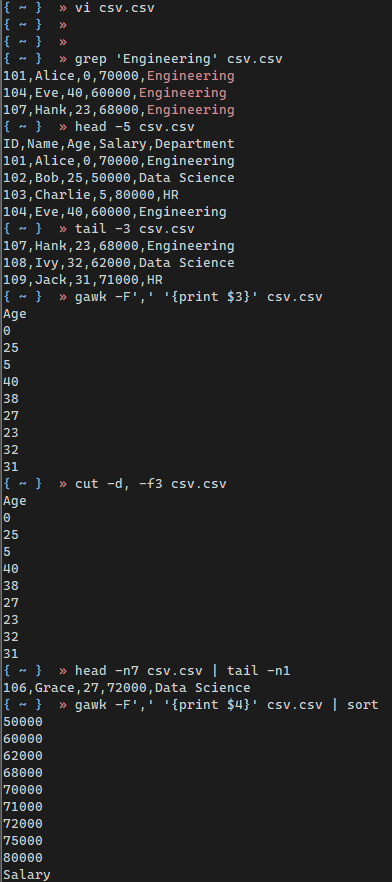 { ~ }  » vi csv.csv
{ ~ }  »
{ ~ }  »
{ ~ }  » grep 'Engineering' csv.csv
101,Alice,0,70000,Engineering
104,Eve,40,60000,Engineering
107,Hank,23,68000,Engineering
{ ~ }  » head -5 csv.csv
ID,Name,Age,Salary,Department
101,Alice,0,70000,Engineering
102,Bob,25,50000,Data Science
103,Charlie,5,80000,HR
104,Eve,40,60000,Engineering
{ ~ }  » tail -3 csv.csv
107,Hank,23,68000,Engineering
108,Ivy,32,62000,Data Science
109,Jack,31,71000,HR
{ ~ }  » gawk -F',' '{print $3}' csv.csv
Age
0
25
5
40
38
27
23
32
31
{ ~ }  » cut -d, -f3 csv.csv
Age
0
25
5
40
38
27
23
32
31
{ ~ }  » head -n7 csv.csv | tail -n1
106,Grace,27,72000,Data Science
{ ~ }  » gawk -F',' '{print $4}' csv.csv | sort
50000
60000
62000
68000
70000
71000
72000
75000
80000
Salary